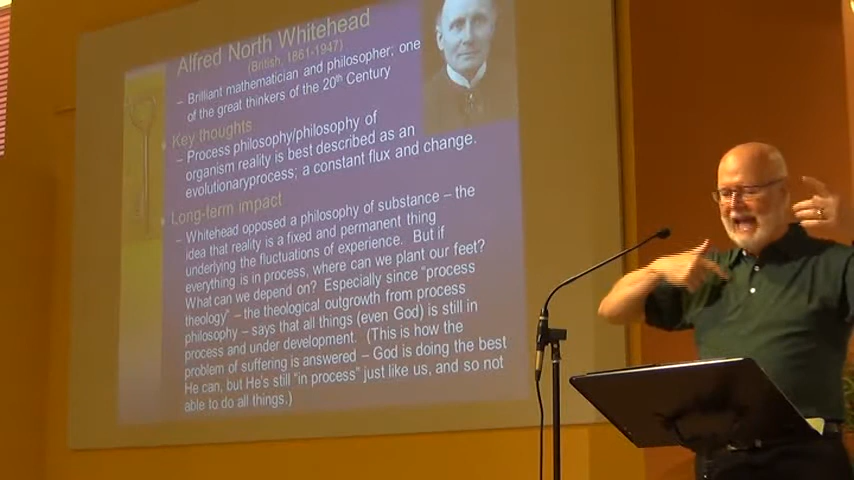 Alfred North Whitehead
(British, 1861-1947)
– Brilliant mathematician and philosopher; one
of the great thinkers of the 20th Century
Key thoughts
– Process philosophy/philosophy of
organism reality is best described as an
evolutionaryprocess; a constant flux and change.
Long-term impact
– Whitehead opposed a philosophy of substance – the
idea that reality is a fixed and permanent thing
underlying the fluctuations of experience. But if
everything is in process, where can we plant our feet?
What can we depend on? Especially since "process
theology" – the theological outgrowth from process
philosophy – says that all things (even God) is still in
process and under development. (This is how the
problem of suffering is answered – God is doing the best
He can, but He's still "in process" just like us, and so not
able to do all things.)